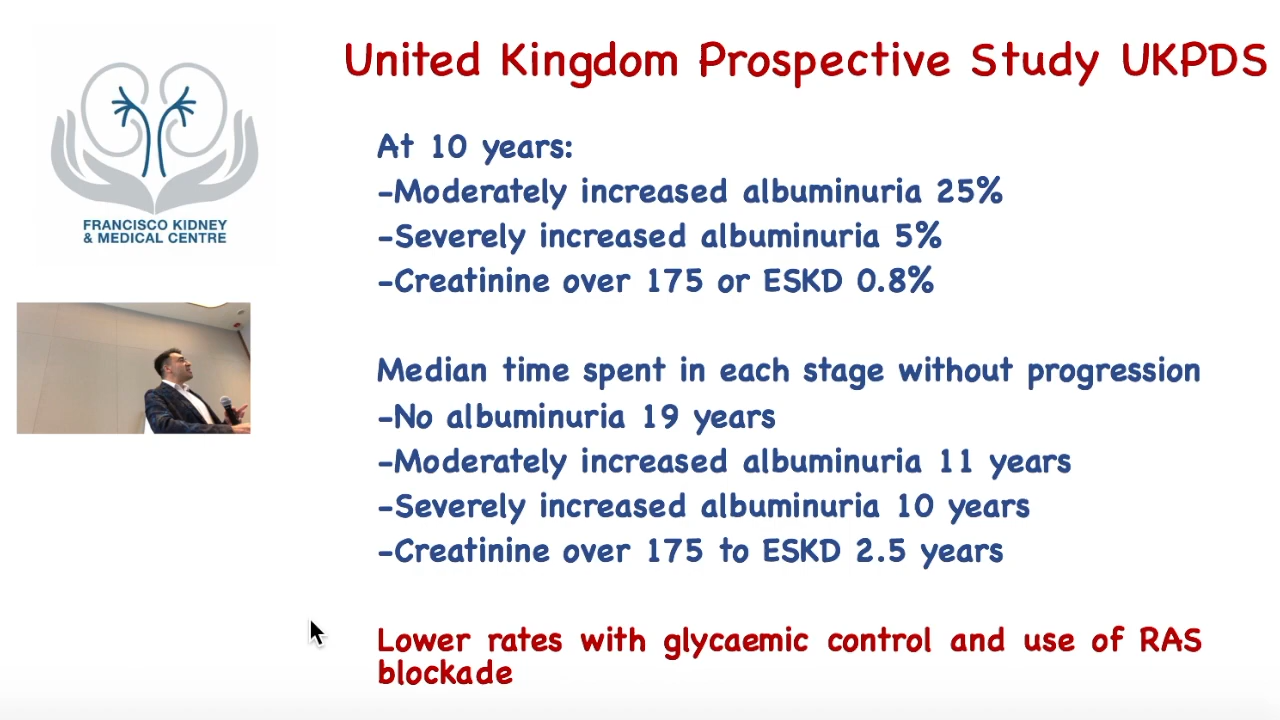 United Kingdom Prospective Study UKPDS
FRANCISCO KIDNEY
& MEDICAL CENTRE
At 10 years:
-Moderately increased albuminuria 25%
-Severely increased albuminuria 5%
-Creatinine over 175 or ESKD 0.8%
Median time spent in each stage without progression
-No albuminuria 19 years
-Moderately increased albuminuria 11 years
-Severely increased albuminuria 10 years
-Creatinine over 175 to ESKD 2.5 years
Lower rates with glycaemic control and use of RAS
blockade